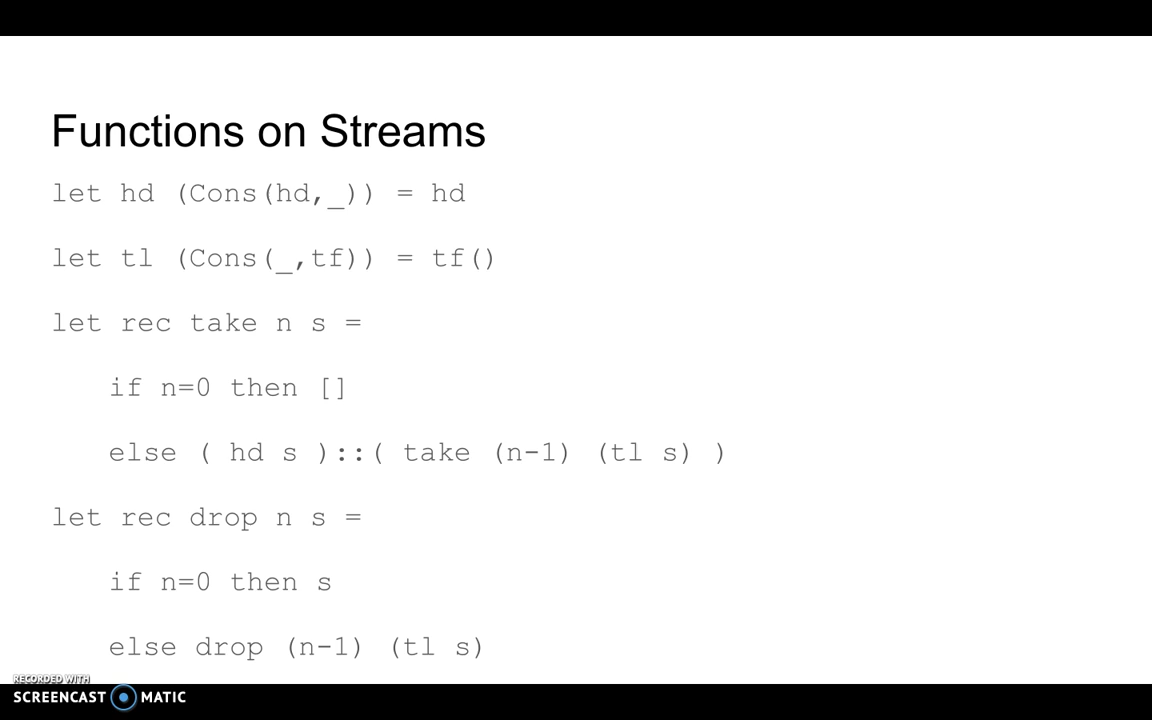 Functions on Streams
let hd (Cons(hd,_)) = hd
let tl (Cons(_,tf)) = tf()
let rec take n s =
if n=0 then []
else ( hd s )::( take (n-1) (tl s) )
let rec drop n s =
if n=0 then s
else drop (n-1) (tl s)
RECORDED WITH
SCREENCAST MATIC